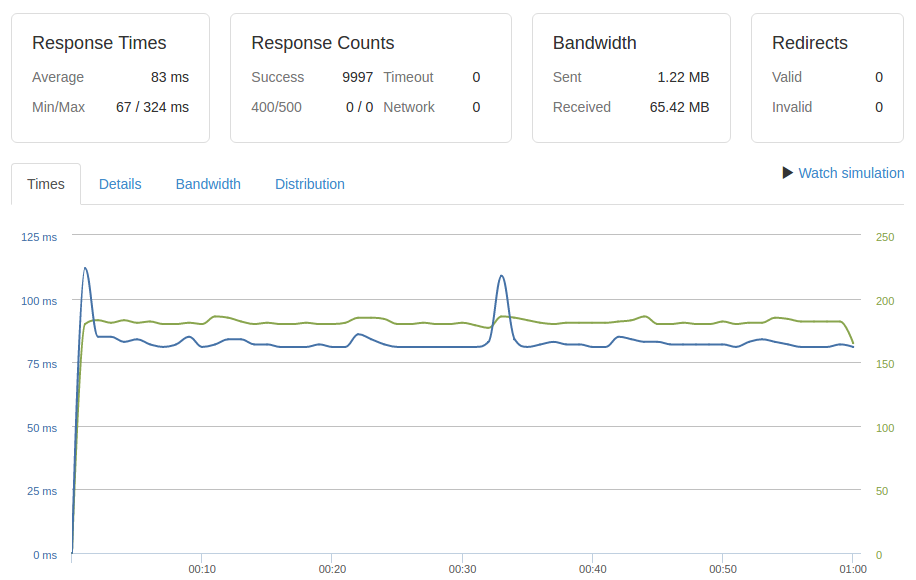 Response Times
Average 83 ms
Min/Max 67 / 324 ms
Response Counts
Success 9997 Timeout 0
400/500 0 / 0 Network 0
Bandwidth
Sent 1.22 MB
Received 65.42 MB
Redirects
Valid 0
Invalid 0
Times Details Bandwidth Distribution Watch simulation
125 ms 250
100 ms 200
75 ms 150
50 ms 100
25 ms 50
0 ms 0
00:10 00:20 00:30 00:40 00:50 01:00